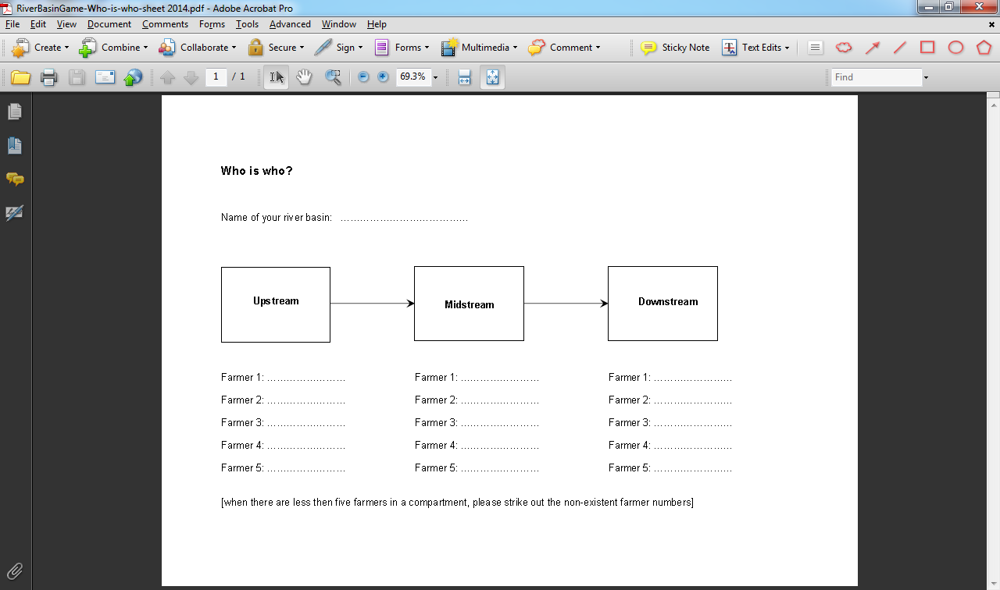 RiverBasinGame-Who-is-who-sheet 2014.pdf - Adobe Acrobat Pro
File Edit View Document Comments Forms Tools Advanced Window Help
Create Combine Collaborate Secure Sign Forms Multimedia Comment Sticky Note Text Edits
1 / 1 69.3% Find
Who is who?
Name of your river basin: …………………………………
Upstream Midstream Downstream
Farmer 1: …………………… Farmer 1: …………………… Farmer 1: ……………………
Farmer 2: …………………… Farmer 2: …………………… Farmer 2: ……………………
Farmer 3: …………………… Farmer 3: …………………… Farmer 3: ……………………
Farmer 4: …………………… Farmer 4: …………………… Farmer 4: ……………………
Farmer 5: …………………… Farmer 5: …………………… Farmer 5: ……………………
[when there are less then five farmers in a compartment, please strike out the non-existent farmer numbers]